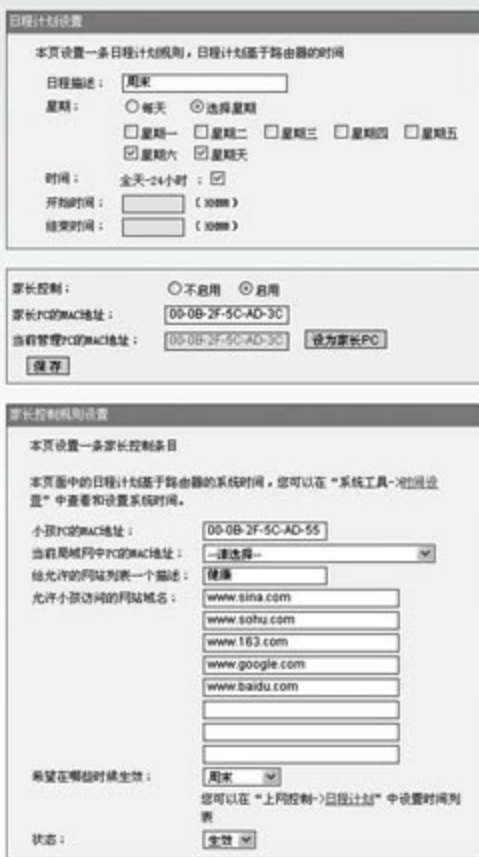 日程计划设置
本页设置一条日程计划规则，日程计划基于路由器的时间
日程描述： 周末
星期： 每天 选择星期
星期一 星期二 星期三 星期四 星期五
星期六 星期天
时间： 全天-24小时 ：
开始时间：
结束时间：
家长控制： 不启用 启用
家长PC的MAC地址： 00-0B-2F-5C-AD-3C
当前管理PC的MAC地址： 00-0B-2F-5C-AD-3C 设为家长PC
保存
家长控制规则设置
本页设置一条家长控制条目
本页面中的日程计划基于路由器的系统时间，您可以在“系统工具->时间设
置”中查看和设置系统时间。
小孩PC的MAC地址： 00-0B-2F-5C-AD-55
当前局域网中PC的MAC地址： --请选择--
给允许的网站列表一个描述： 健康
允许小孩访问的网站域名： www.sina.com
www.sohu.com
www.163.com
www.google.com
www.baidu.com
希望在哪些时候生效： 周末
您可以在“上网控制->日程计划”中设置时间列
表
状态： 生效